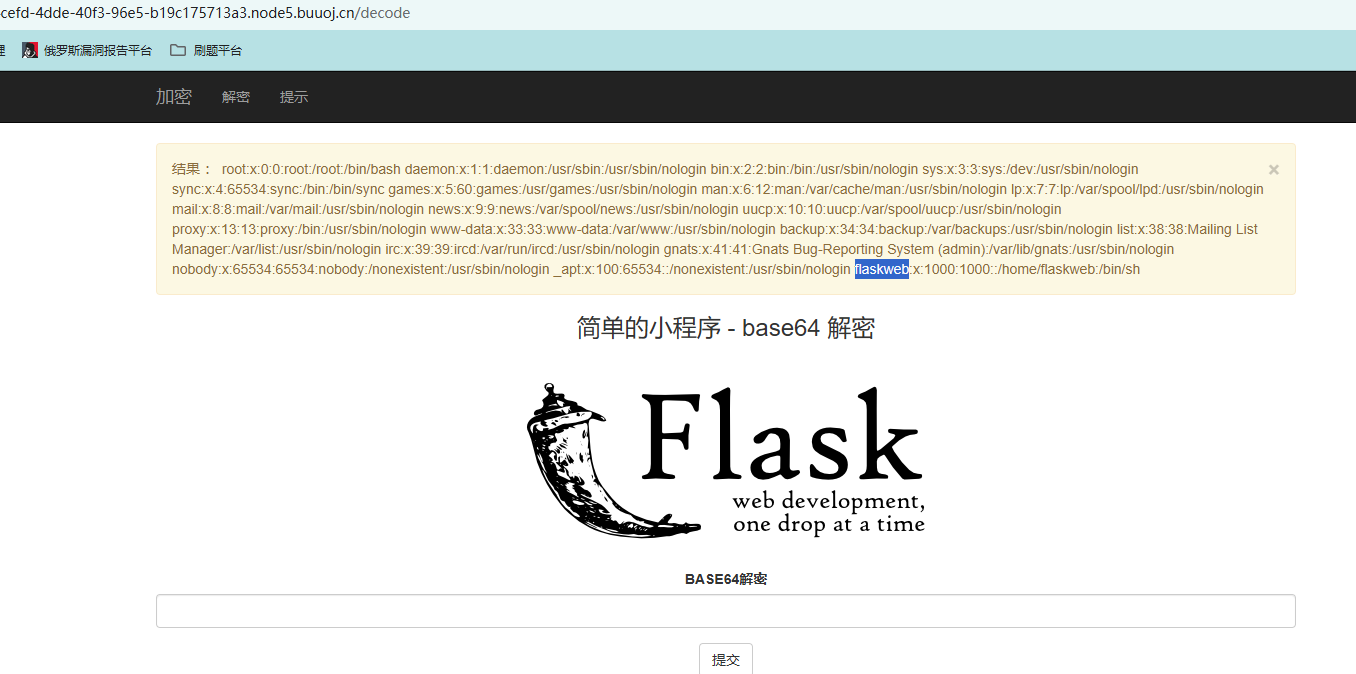 cefd-4dde-40f3-96e5-b19c175713a3.node5.buuoj.cn/decode
理 俄罗斯漏洞报告平台 刷题平台
加密 解密 提示
结果 ： root:x:0:0:root:/root:/bin/bash daemon:x:1:1:daemon:/usr/sbin:/usr/sbin/nologin bin:x:2:2:bin:/bin:/usr/sbin/nologin sys:x:3:3:sys:/dev:/usr/sbin/nologin ×
sync:x:4:65534:sync:/bin:/bin/sync games:x:5:60:games:/usr/games:/usr/sbin/nologin man:x:6:12:man:/var/cache/man:/usr/sbin/nologin lp:x:7:7:lp:/var/spool/lpd:/usr/sbin/nologin
mail:x:8:8:mail:/var/mail:/usr/sbin/nologin news:x:9:9:news:/var/spool/news:/usr/sbin/nologin uucp:x:10:10:uucp:/var/spool/uucp:/usr/sbin/nologin
proxy:x:13:13:proxy:/bin:/usr/sbin/nologin www-data:x:33:33:www-data:/var/www:/usr/sbin/nologin backup:x:34:34:backup:/var/backups:/usr/sbin/nologin list:x:38:38:Mailing List
Manager:/var/list:/usr/sbin/nologin irc:x:39:39:ircd:/var/run/ircd:/usr/sbin/nologin gnats:x:41:41:Gnats Bug-Reporting System (admin):/var/lib/gnats:/usr/sbin/nologin
nobody:x:65534:65534:nobody:/nonexistent:/usr/sbin/nologin _apt:x:100:65534::/nonexistent:/usr/sbin/nologin flaskweb:x:1000:1000::/home/flaskweb:/bin/sh
简单的小程序 - base64 解密
Flask
web development,
one drop at a time
BASE64解密
提交